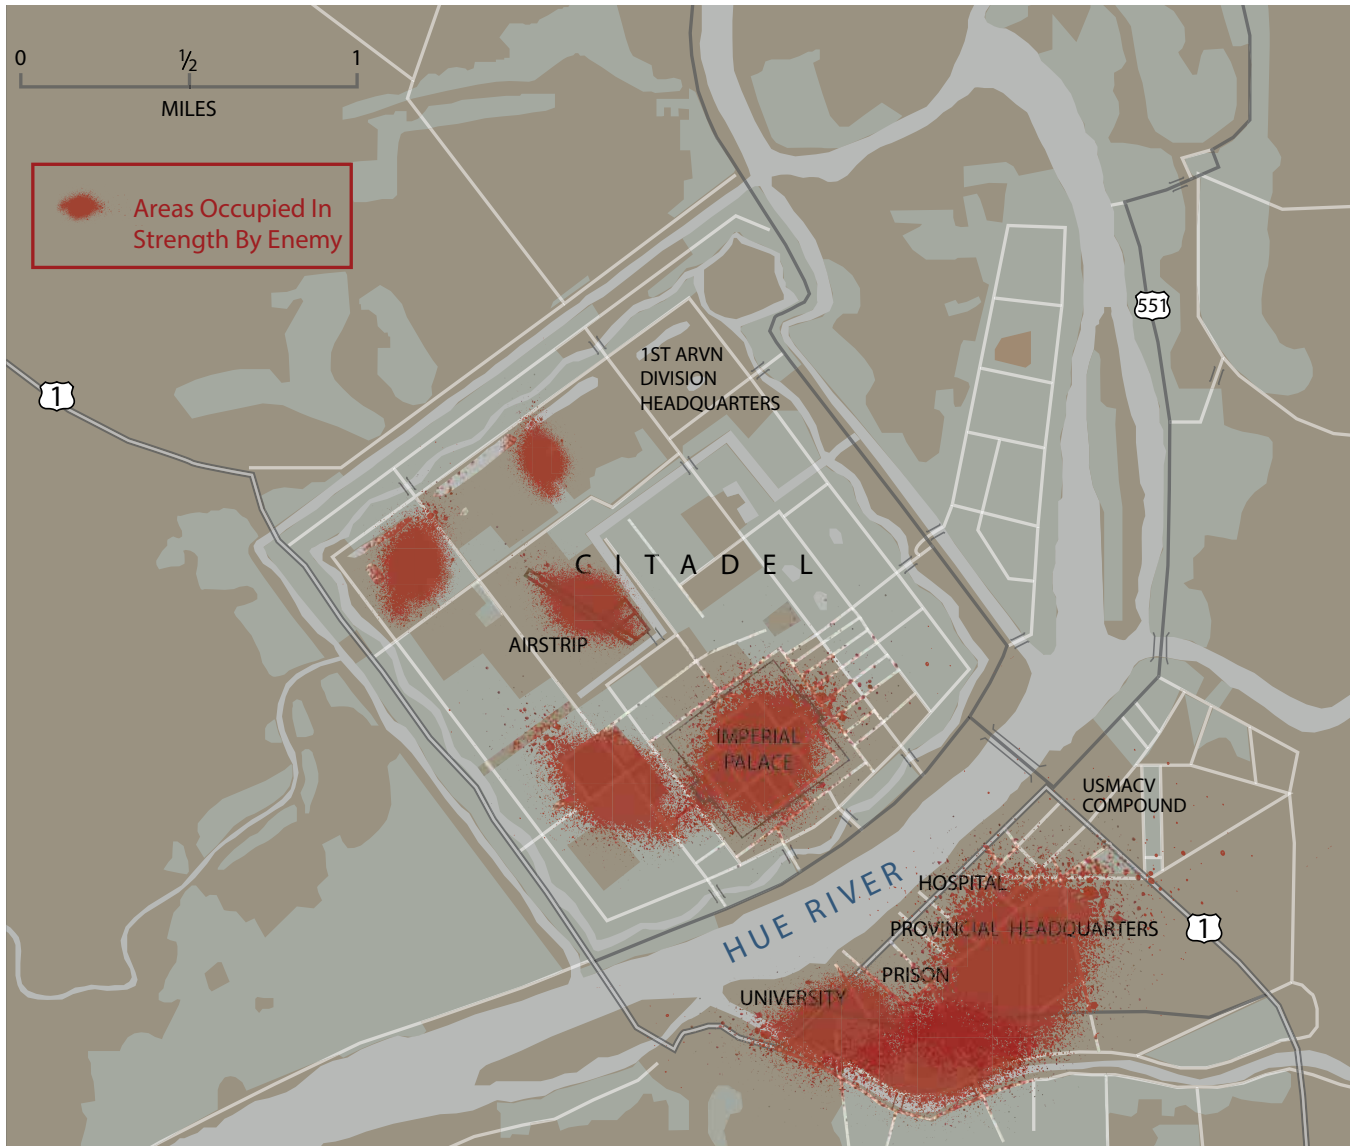 0 ½ 1
MILES
Areas Occupied In
Strength By Enemy
551
1ST ARVN
DIVISION
HEADQUARTERS
1
CITADEL
AIRSTRIP
IMPERIAL
PALACE
USMACV
COMPOUND
HUE RIVER
HOSPITAL
PROVINCIAL HEADQUARTERS
1
PRISON
UNIVERSITY